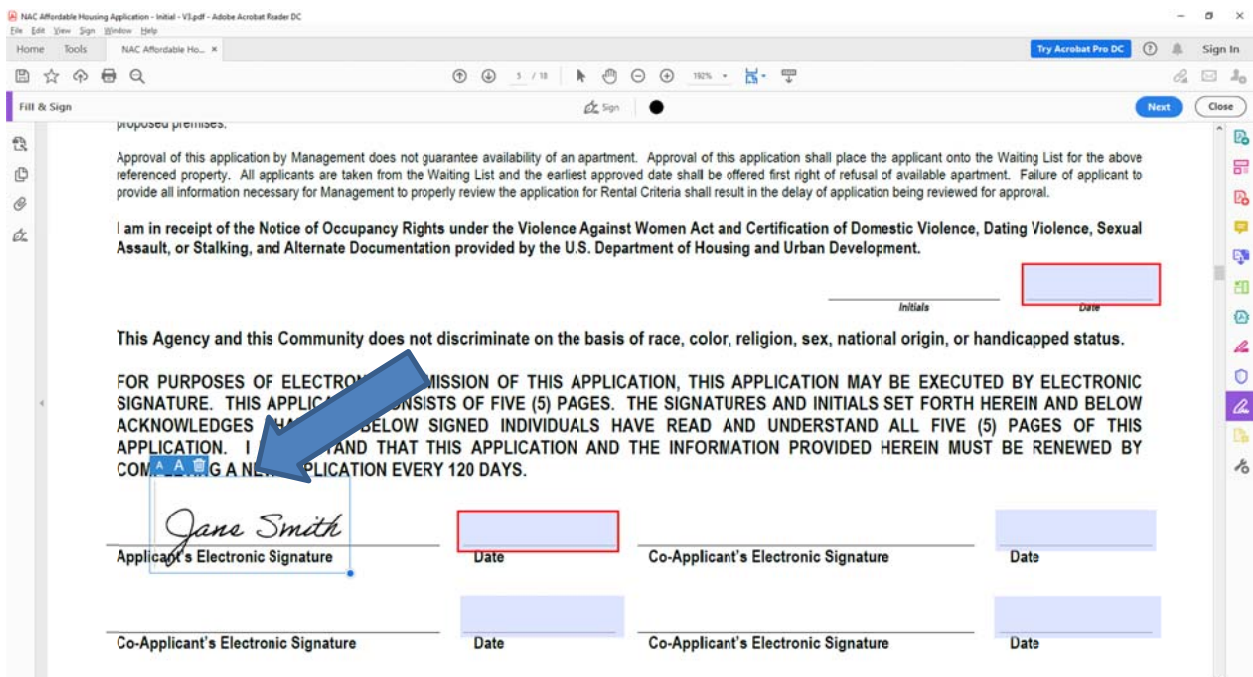 NAC Affordable Housing Application - Initial - V3.pdf - Adobe Acrobat Reader DC
File Edit View Sign Window Help
Home Tools NAC Affordable Ho... × Try Acrobat Pro DC Sign In
5 / 18 192%
Fill & Sign Sign Next Close
proposed premises.
Approval of this application by Management does not guarantee availability of an apartment. Approval of this application shall place the applicant onto the Waiting List for the above
referenced property. All applicants are taken from the Waiting List and the earliest approved date shall be offered first right of refusal of available apartment. Failure of applicant to
provide all information necessary for Management to properly review the application for Rental Criteria shall result in the delay of application being reviewed for approval.
I am in receipt of the Notice of Occupancy Rights under the Violence Against Women Act and Certification of Domestic Violence, Dating Violence, Sexual
Assault, or Stalking, and Alternate Documentation provided by the U.S. Department of Housing and Urban Development.
Initials Date
This Agency and this Community does not discriminate on the basis of race, color, religion, sex, national origin, or handicapped status.
FOR PURPOSES OF ELECTRON MISSION OF THIS APPLICATION, THIS APPLICATION MAY BE EXECUTED BY ELECTRONIC
SIGNATURE. THIS APPLIC NSISTS OF FIVE (5) PAGES. THE SIGNATURES AND INITIALS SET FORTH HEREIN AND BELOW
ACKNOWLEDGES BELOW SIGNED INDIVIDUALS HAVE READ AND UNDERSTAND ALL FIVE (5) PAGES OF THIS
APPLICATION. I TAND THAT THIS APPLICATION AND THE INFORMATION PROVIDED HEREIN MUST BE RENEWED BY
COM G A NE PLICATION EVERY 120 DAYS.
A A
Jane Smith
Applicant's Electronic Signature Date Co-Applicant's Electronic Signature Date
Co-Applicant's Electronic Signature Date Co-Applicant's Electronic Signature Date